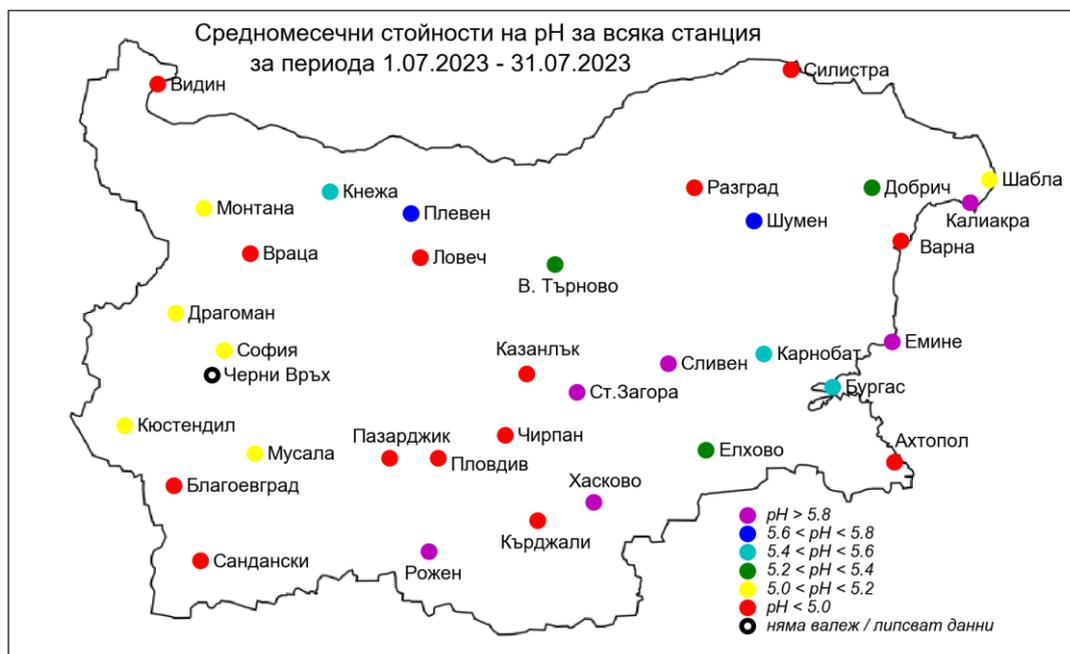 Средномесечни стойности на pH за всяка станция
за периода 1.07.2023 - 31.07.2023
Силистра
Видин
Шабла
Кнежа
Разград
Добрич
Монтана
Плевен
Шумен
Калиакра
Варна
Враца
Ловеч
В. Търново
Драгоман
Емине
София
Карнобат
Казанлък
Сливен
Черни Връх
Ст.Загора
Бургас
Кюстендил
Чирпан
Пазарджик
Ахтопол
Мусала
Пловдив
Елхово
Благоевград
Хасково
Кърджали
Сандански
Рожен
pH > 5.8
5.6 < pH < 5.8
5.4 < pH < 5.6
5.2 < pH < 5.4
5.0 < pH < 5.2
pH < 5.0
няма валеж / липсват данни